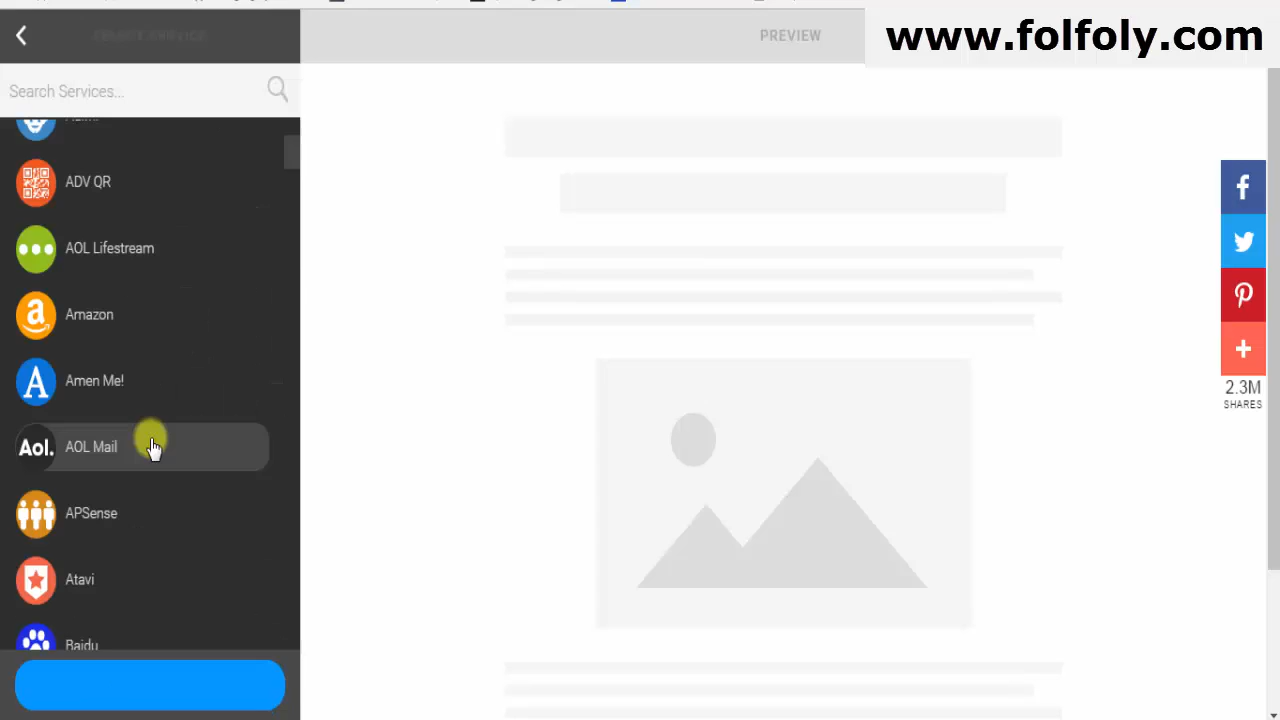 PREVIEW
www.folfoly.com
Search Services...
ADV QR
AOL Lifestream
Amazon
a
Amen Me!
A
Aol.
AOL Mail
APSense
Atavi
Baidu
2.3M
SHARES